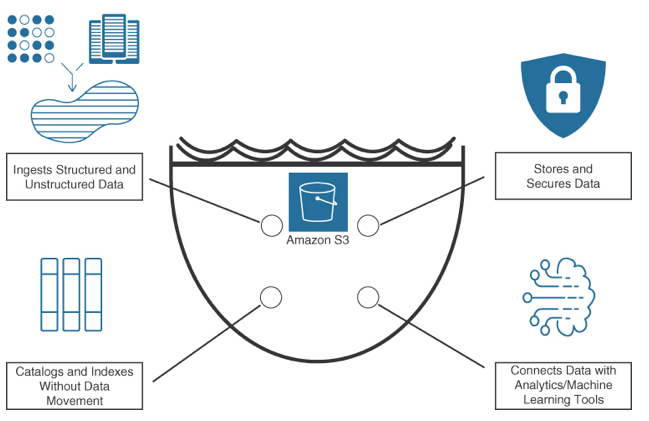 Ingests Structured and
Unstructured Data
Stores and
Secures Data
Amazon S3
Catalogs and Indexes
Without Data
Movement
Connects Data with
Analytics/Machine
Learning Tools